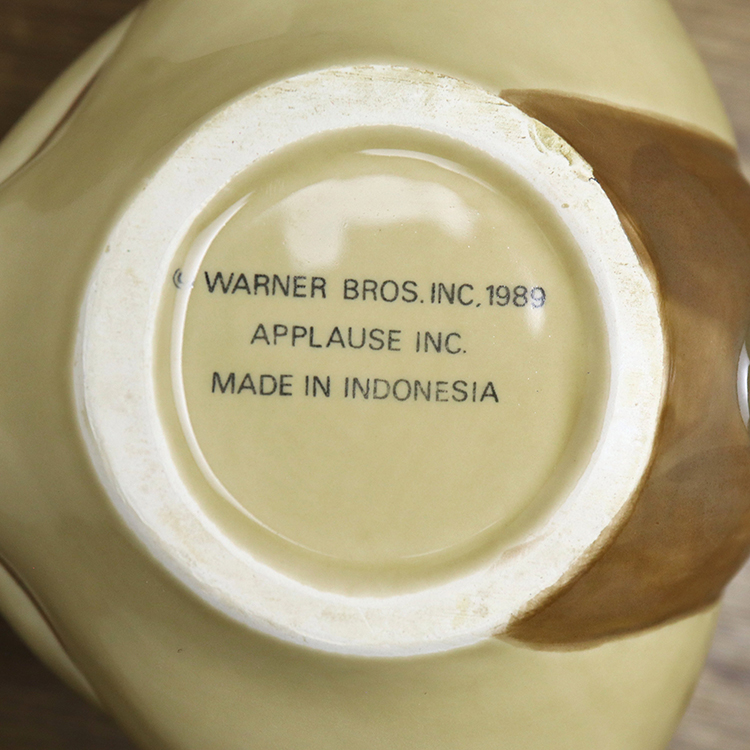 © WARNER BROS. INC, 1989
APPLAUSE INC.
MADE IN INDONESIA